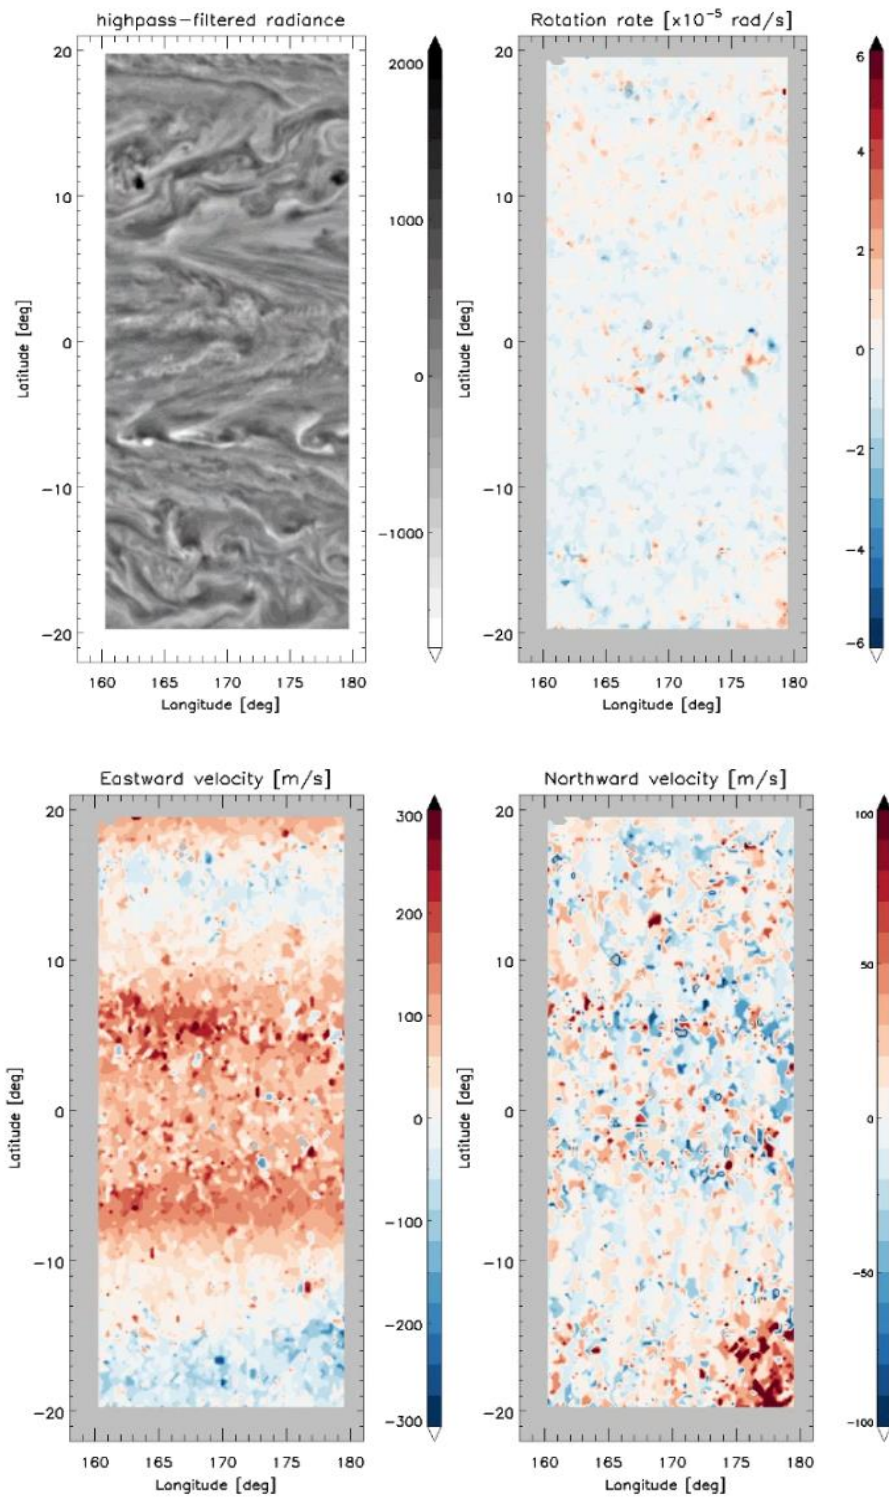 highpass-filtered radiance
20
10
0
-10
-20
Latitude [deg]
160 165 170 175 180
Longitude [deg]
2000
1000
0
-1000
Rotation rate [x10⁻⁵ rad/s]
20
10
0
-10
-20
Latitude [deg]
160 165 170 175 180
Longitude [deg]
6
4
2
0
-2
-4
-6
Eastward velocity [m/s]
20
10
0
-10
-20
Latitude [deg]
160 165 170 175 180
Longitude [deg]
300
200
100
0
-100
-200
-300
Northward velocity [m/s]
20
10
0
-10
-20
Latitude [deg]
160 165 170 175 180
Longitude [deg]
100
50
0
-50
-100